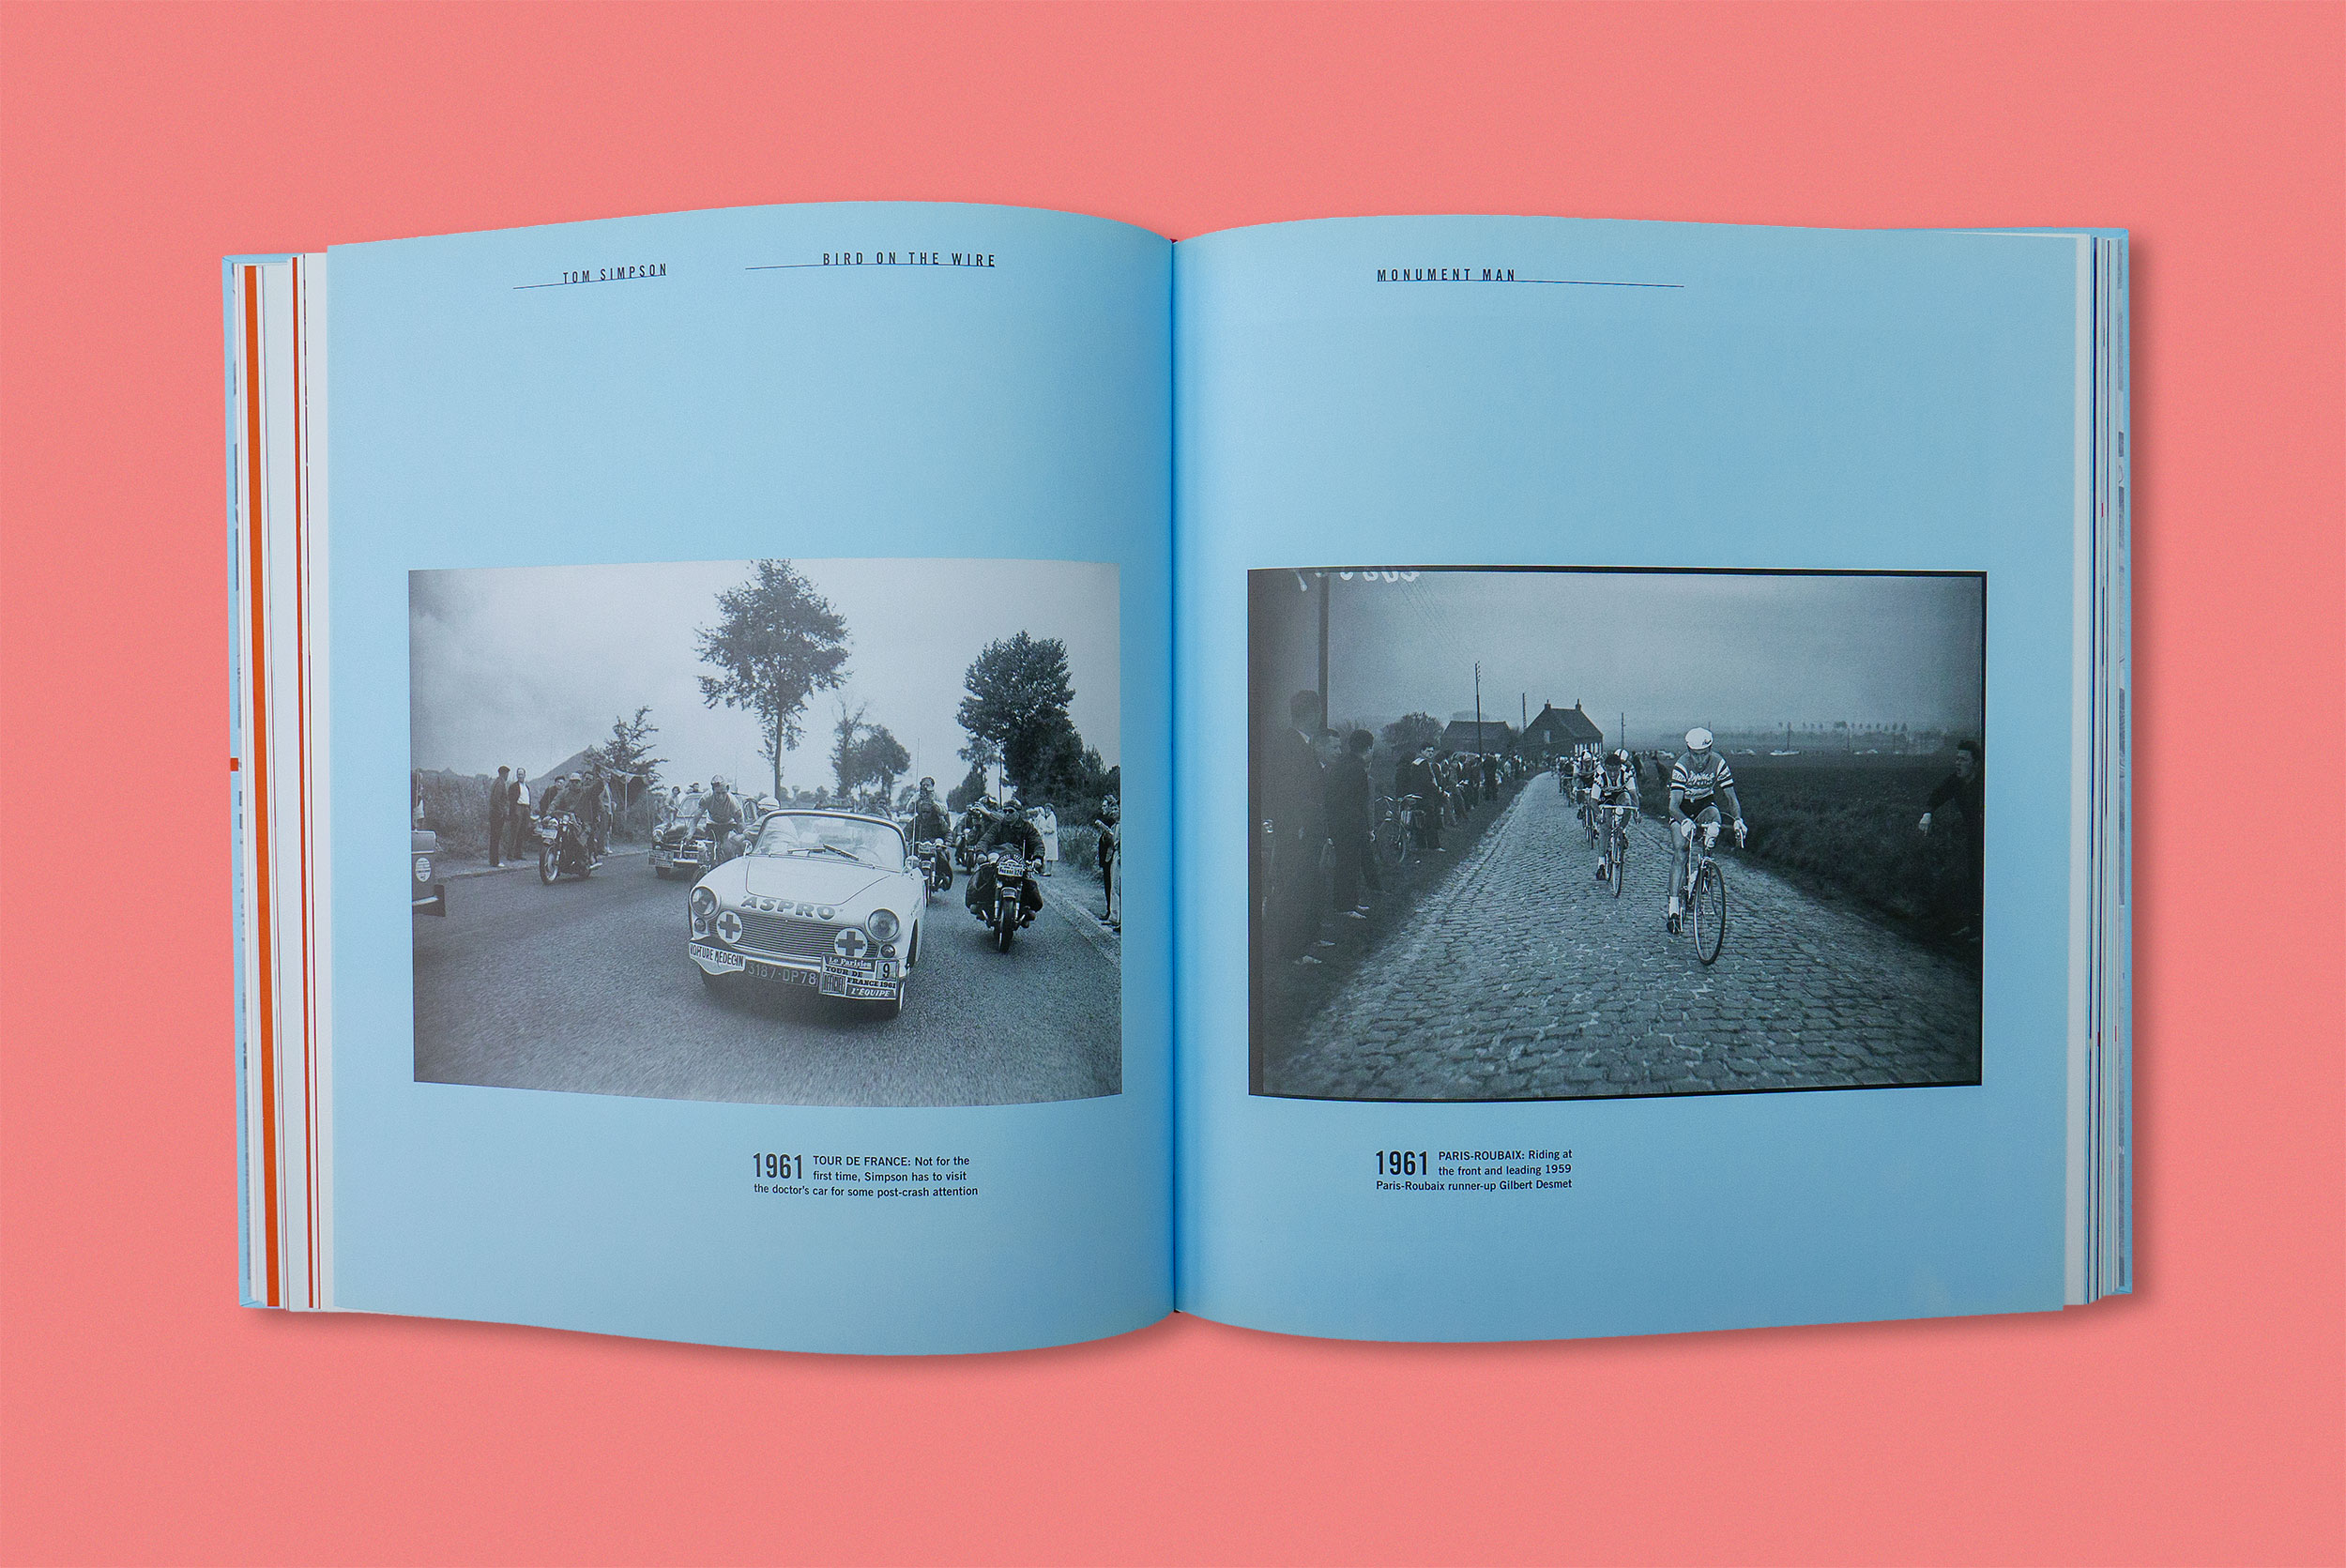 TOM SIMPSON
BIRD ON THE WIRE
ASPRO
VOITURE MEDECIN
3187-DP78
Le Parisien
9
TOUR DE
FRANCE 1961
OFFICIEL
L'ÉQUIPE
1961 TOUR DE FRANCE: Not for the
first time, Simpson has to visit
the doctor's car for some post-crash attention
MONUMENT MAN
1961 PARIS-ROUBAIX: Riding at
the front and leading 1959
Paris-Roubaix runner-up Gilbert Desmet